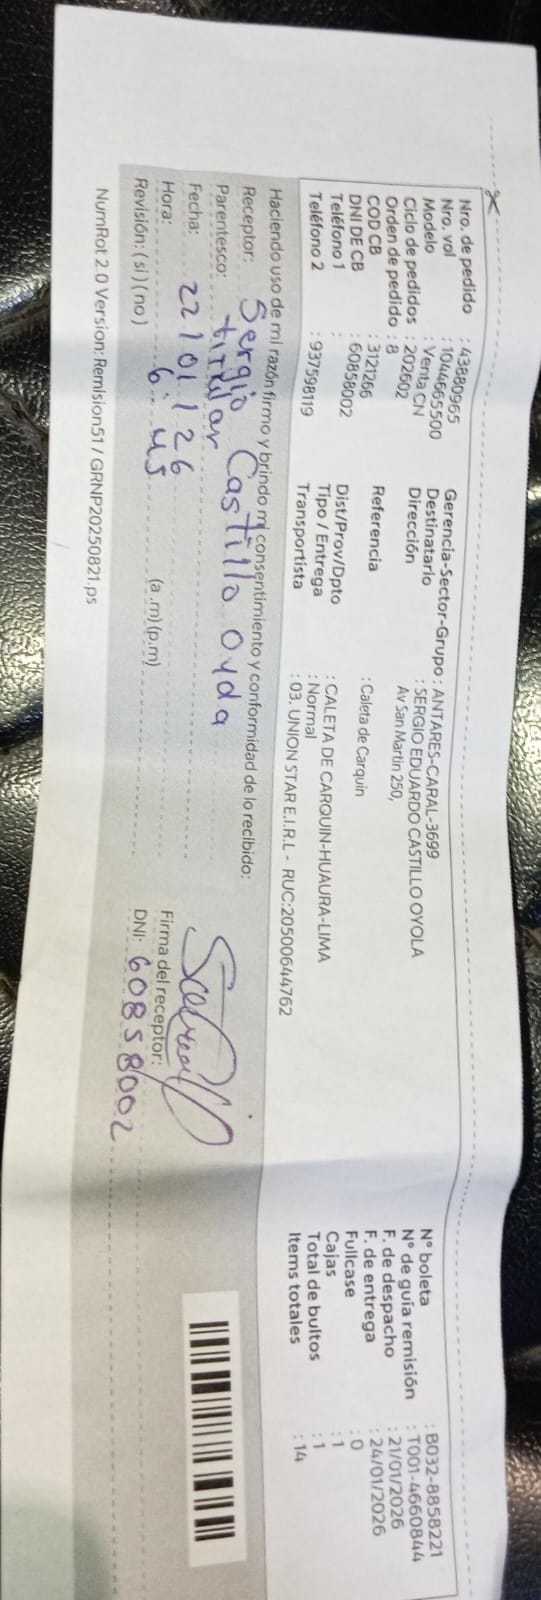 Nro. de pedido : 43880965
Nro. vol : 1044665500
Modelo : Venta CN
Ciclo de pedidos : 202602
Orden de pedido : 8
COD CB : 3121266
DNI DE CB : 60858002
Teléfono 1 :
Teléfono 2 : 937598119
Gerencia-Sector-Grupo : ANTARES-CARAL-3699
Destinatario : SERGIO EDUARDO CASTILLO OYOLA
Dirección Av San Martin 250,
Referencia : Caleta de Carquin
Dist/Prov/Dpto : CALETA DE CARQUIN-HUAURA-LIMA
Tipo / Entrega : Normal
Transportista : 03. UNION STAR E.I.R.L - RUC:20500644762
N° boleta : B032-8858221
N° de guía remisión : T001-4660844
F. de despacho : 21/01/2026
F. de entrega : 24/01/2026
Fullcase : 0
Cajas : 1
Total de bultos : 1
Items totales : 14
Haciendo uso de mi razón firmo y brindo mi consentimiento y conformidad de lo recibido:
Receptor: Sergio Castillo
Parentesco: titular
Fecha: 22/01/26
Hora: 6:45 (a.m)(p.m)
Revisión: (si) (no)
Firma del receptor:
DNI: 60858002
NumRot 2.0 Version: Remision51 / GRNP20250821.ps